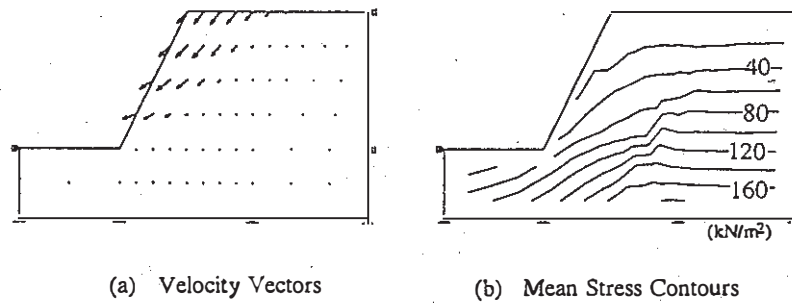 40
80
120
160
(kN/m²)
(a) Velocity Vectors
(b) Mean Stress Contours